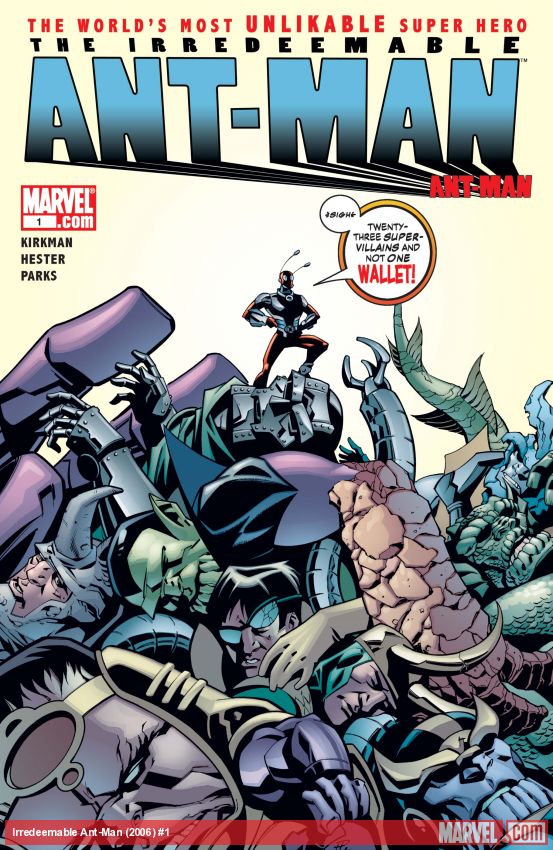 THE WORLD'S MOST UNLIKABLE SUPER HERO
THE IRREDEEMABLE
ANT-MAN™
ANT-MAN
MARVEL®
1 .com
KIRKMAN
HESTER
PARKS
*SIGH*
TWENTY-
THREE SUPER-
VILLAINS AND
NOT ONE
WALLET!
Irredeemable Ant-Man (2006) #1
MARVEL.com